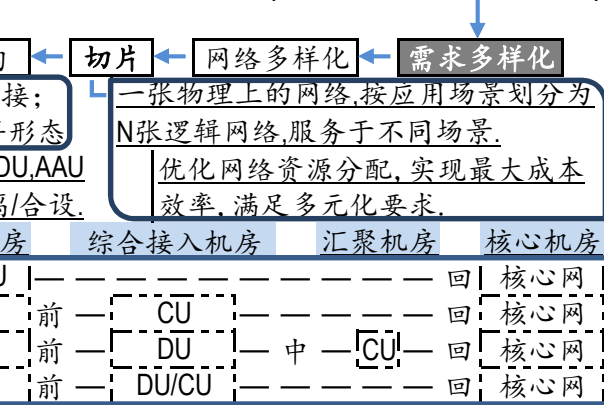 切片 网络多样化 需求多样化
接; 一张物理上的网络,按应用场景划分为
形态 N张逻辑网络,服务于不同场景.
DU,AAU 优化网络资源分配,实现最大成本
/合设. 效率,满足多元化要求.
房 综合接入机房 汇聚机房 核心机房
回 核心网
前 CU 回 核心网
前 DU 中 CU 回 核心网
前 DU/CU 回 核心网